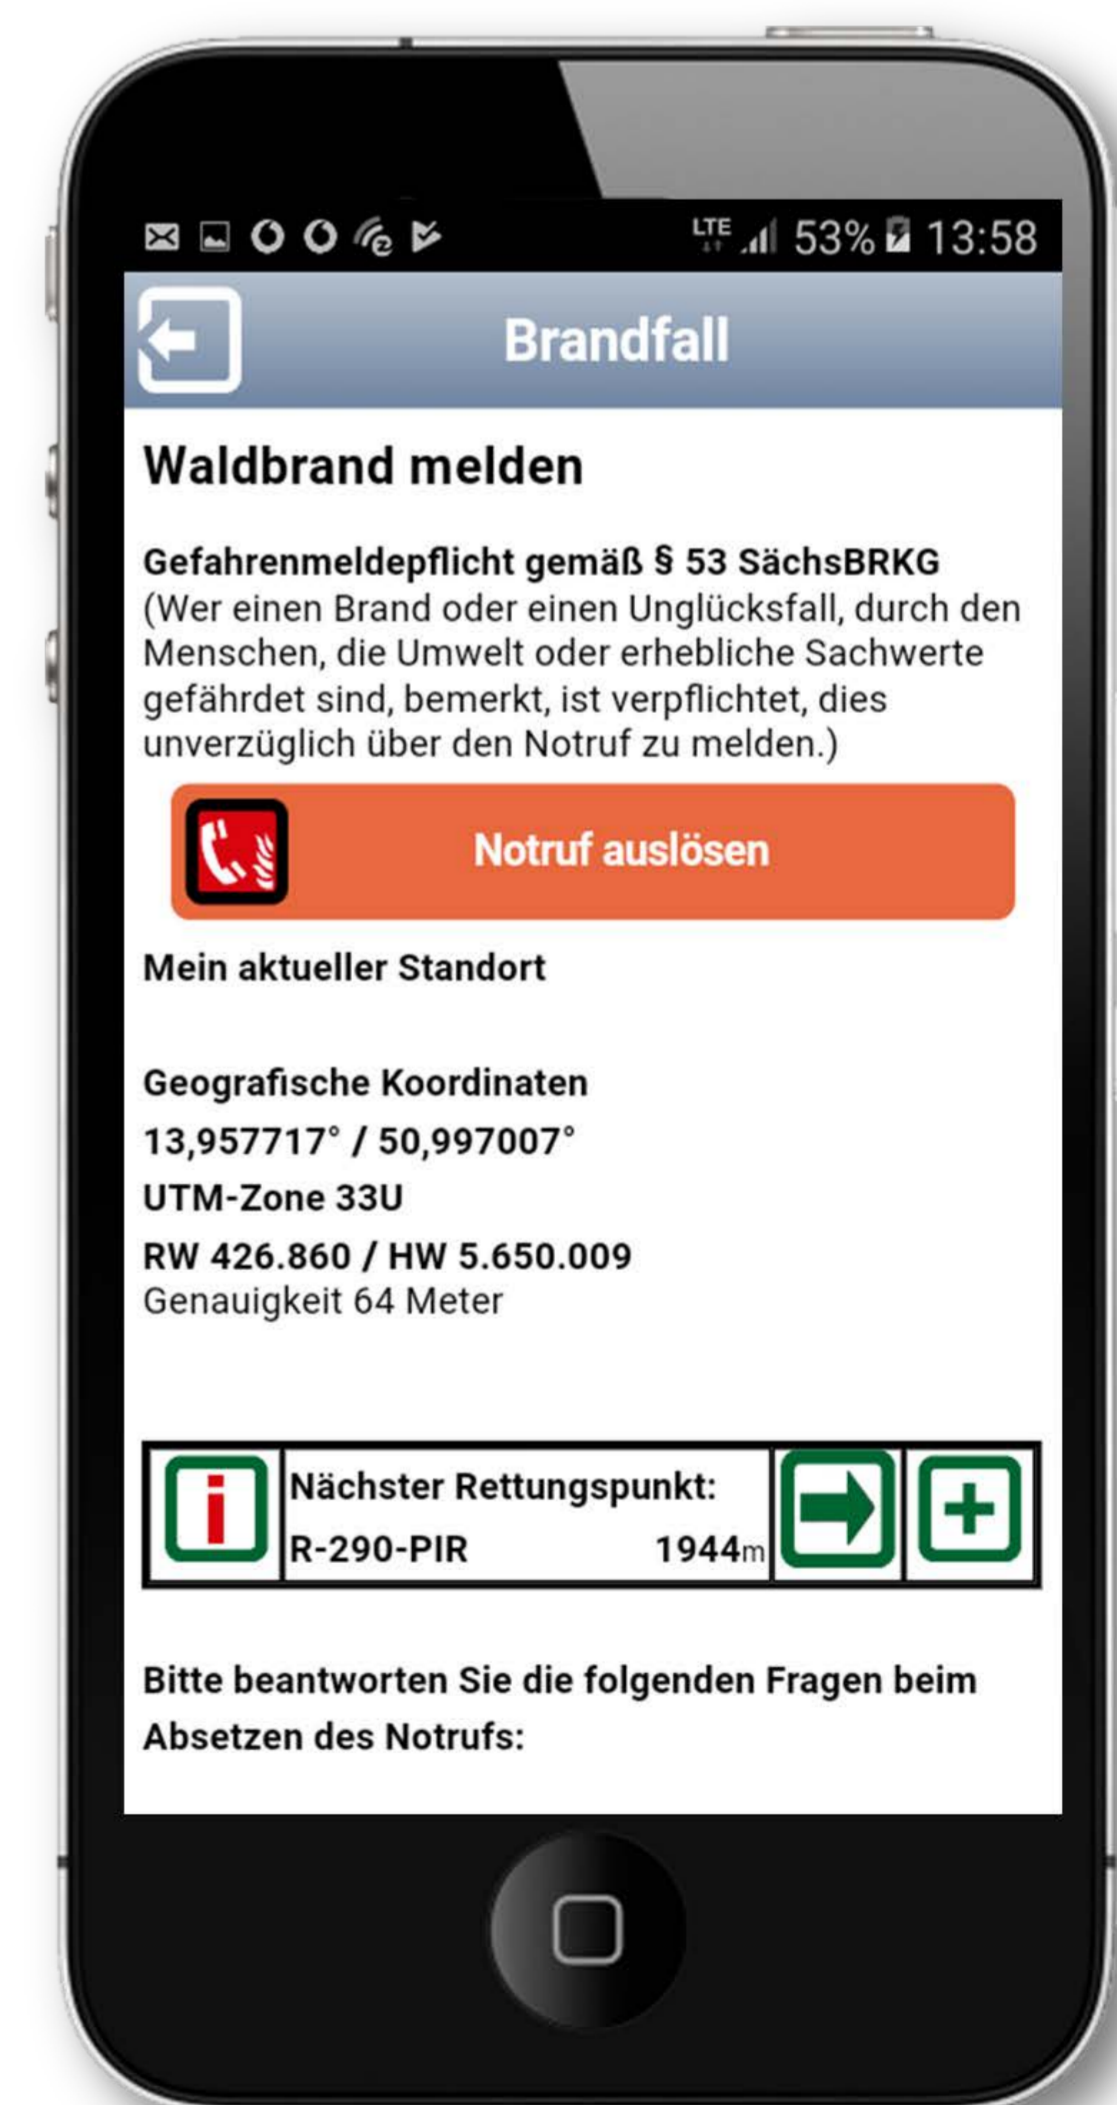 LTE 53% 13:58
Brandfall
Waldbrand melden
Gefahrenmeldepflicht gemäß § 53 SächsBRKG
(Wer einen Brand oder einen Unglücksfall, durch den
Menschen, die Umwelt oder erhebliche Sachwerte
gefährdet sind, bemerkt, ist verpflichtet, dies
unverzüglich über den Notruf zu melden.)
Notruf auslösen
Mein aktueller Standort
Geografische Koordinaten
13,957717° / 50,997007°
UTM-Zone 33U
RW 426.860 / HW 5.650.009
Genauigkeit 64 Meter
i Nächster Rettungspunkt:
R-290-PIR 1944m
Bitte beantworten Sie die folgenden Fragen beim
Absetzen des Notrufs: